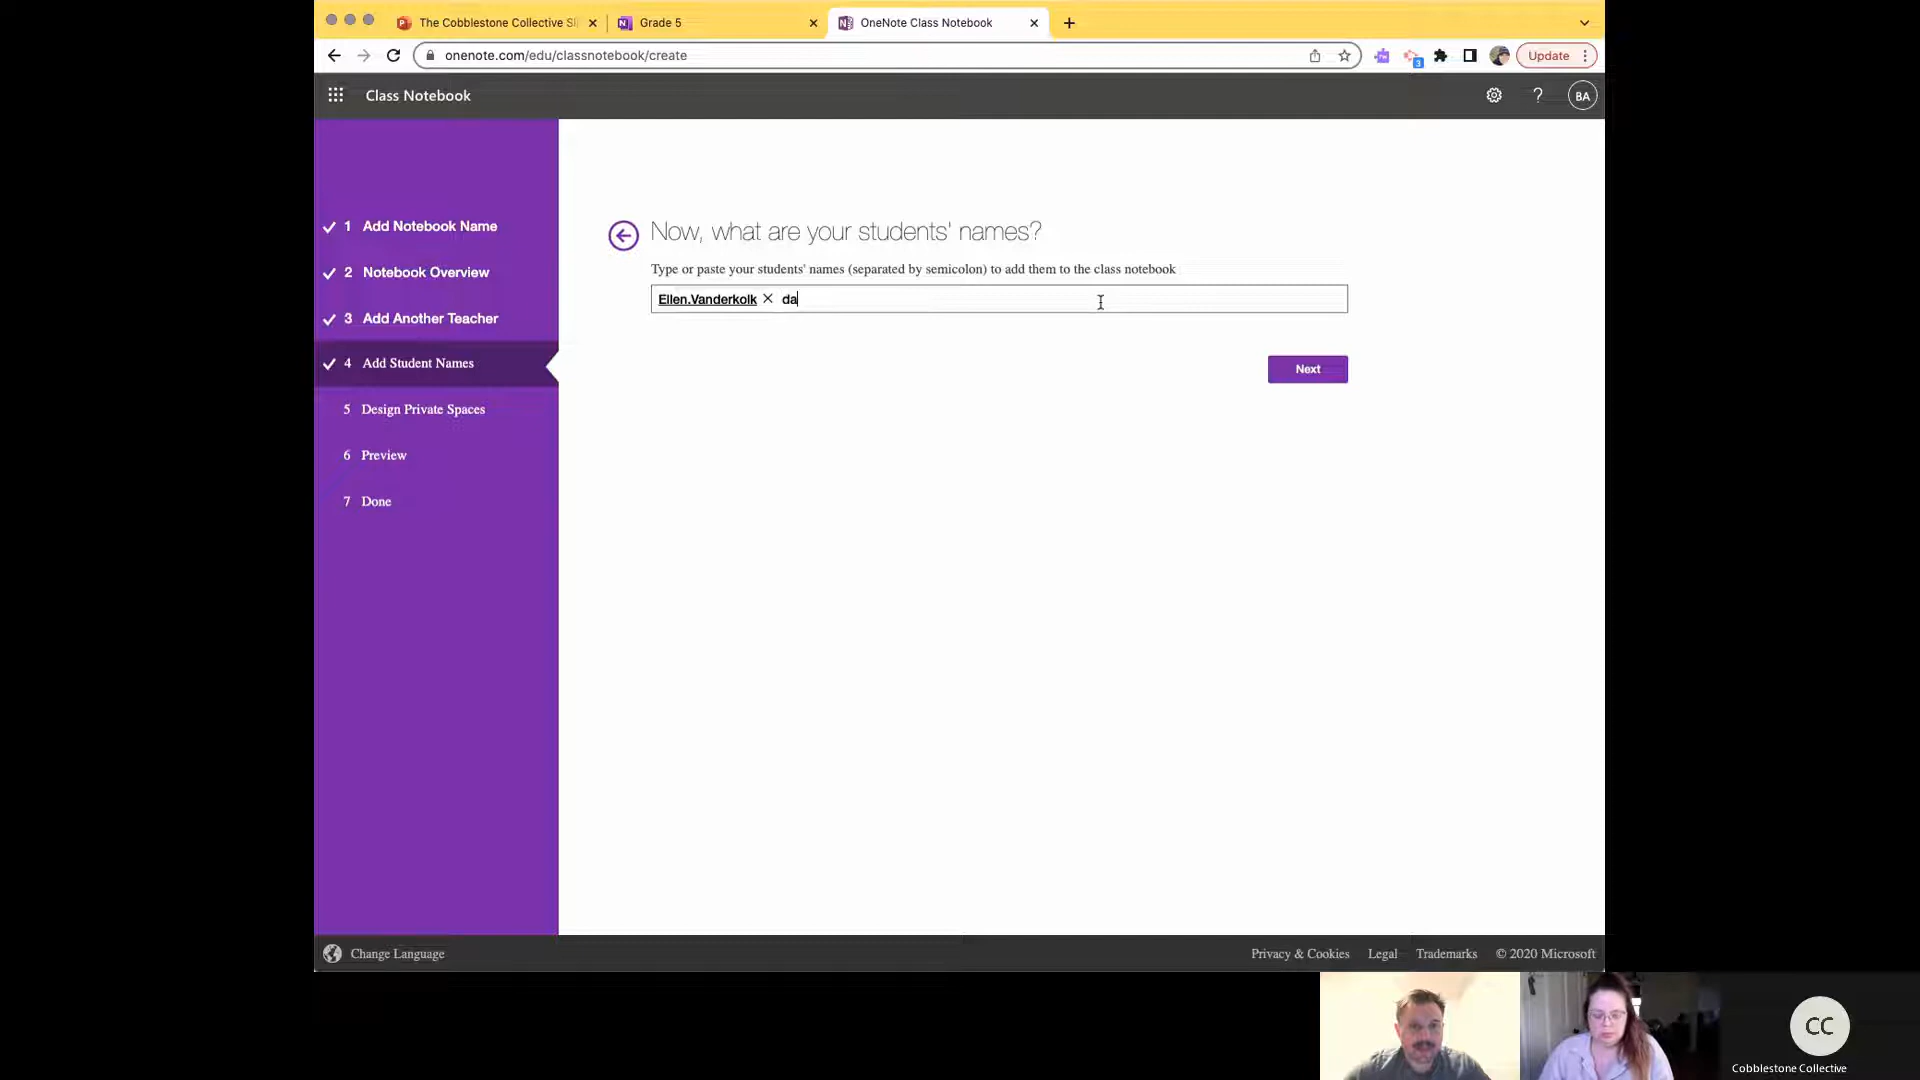 The Cobblestone Collective Sli
Grade 5
OneNote Class Notebook
onenote.com/edu/classnotebook/create
3
Update
Class Notebook
?
BA
1 Add Notebook Name
2 Notebook Overview
3 Add Another Teacher
4 Add Student Names
5 Design Private Spaces
6 Preview
7 Done
Now, what are your students' names?
Type or paste your students' names (separated by semicolon) to add them to the class notebook
Ellen.Vanderkolk da
Next
Change Language
Privacy & Cookies Legal Trademarks © 2020 Microsoft
CC
Cobblestone Collective